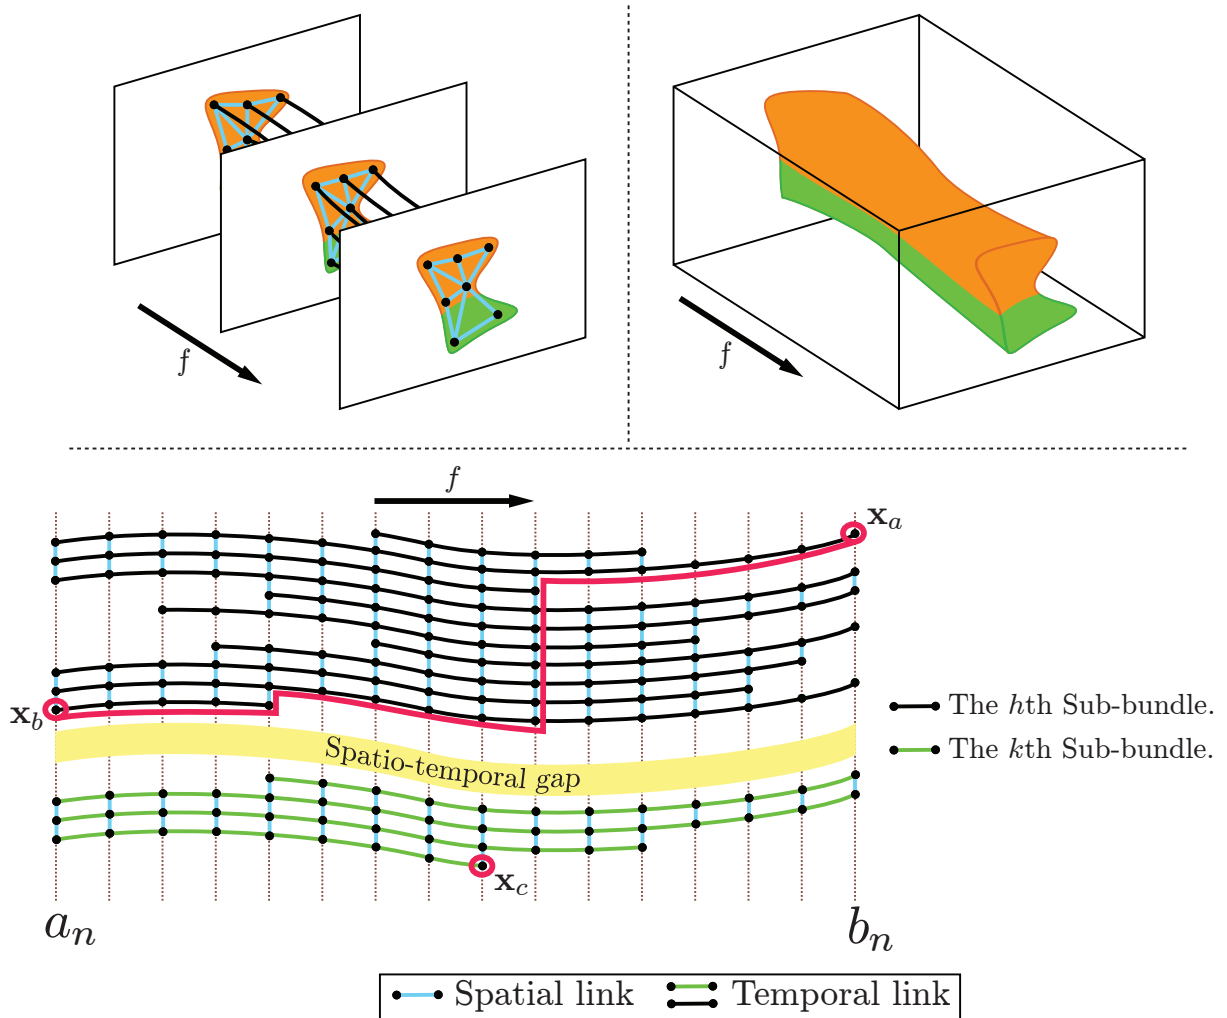 f
f
f
x_a
x_b
The hth Sub-bundle.
The kth Sub-bundle.
Spatio-temporal gap
x_c
a_n
b_n
Spatial link
Temporal link